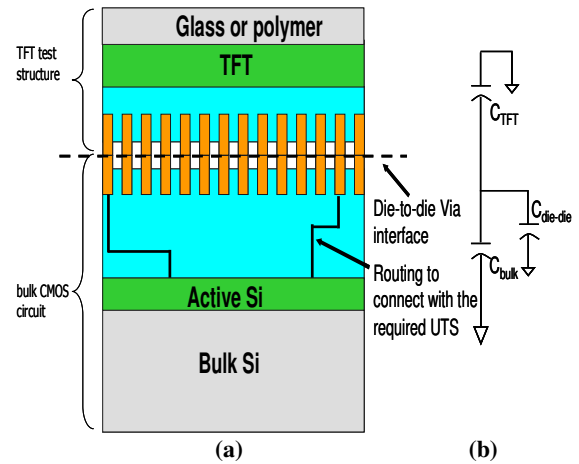 Glass or polymer
TFT test
structure
TFT
C_TFT
Die-to-die Via
interface
C_die-die
C_bulk
Routing to
connect with the
required UTS
bulk CMOS
circuit
Active Si
Bulk Si
(a)
(b)